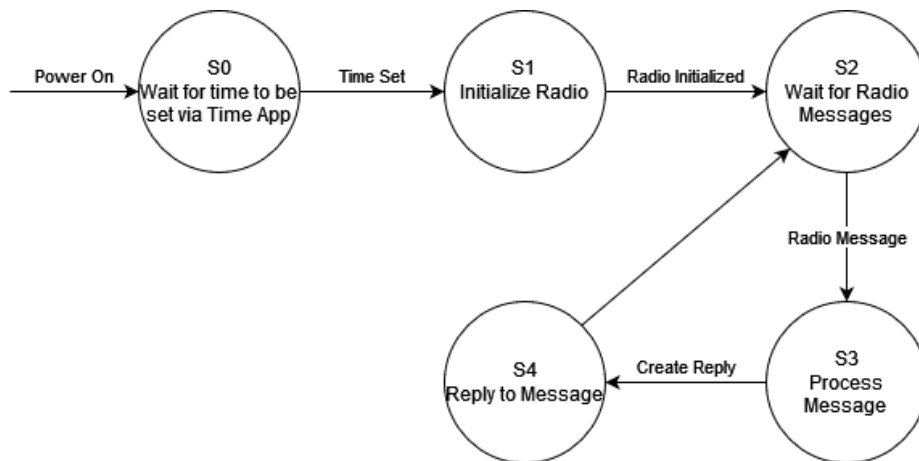 Power On
S0
Wait for time to be
set via Time App
Time Set
S1
Initialize Radio
Radio Initialized
S2
Wait for Radio
Messages
Radio Message
S3
Process
Message
Create Reply
S4
Reply to Message